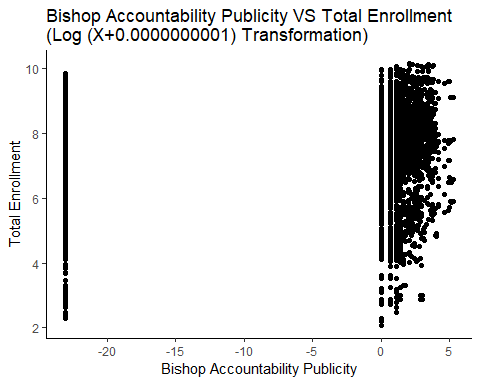 Bishop Accountability Publicity VS Total Enrollment
(Log (X+0.0000000001) Transformation)
10
8
6
4
2
Total Enrollment
-20 -15 -10 -5 0 5
Bishop Accountability Publicity